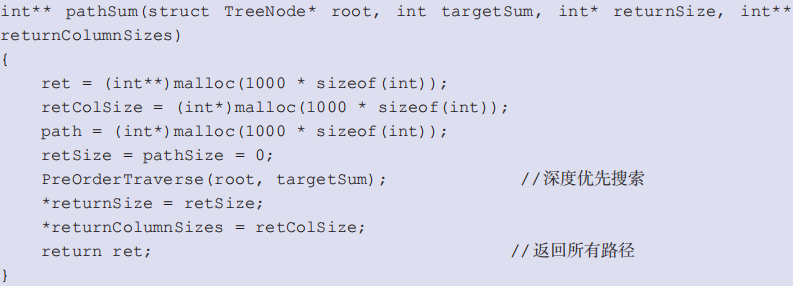 int** pathSum(struct TreeNode* root, int targetSum, int* returnSize, int**
returnColumnSizes)
{
    ret = (int**)malloc(1000 * sizeof(int));
    retColSize = (int*)malloc(1000 * sizeof(int));
    path = (int*)malloc(1000 * sizeof(int));
    retSize = pathSize = 0;
    PreOrderTraverse(root, targetSum);              //深度优先搜索
    *returnSize = retSize;
    *returnColumnSizes = retColSize;
    return ret;                                     //返回所有路径
}